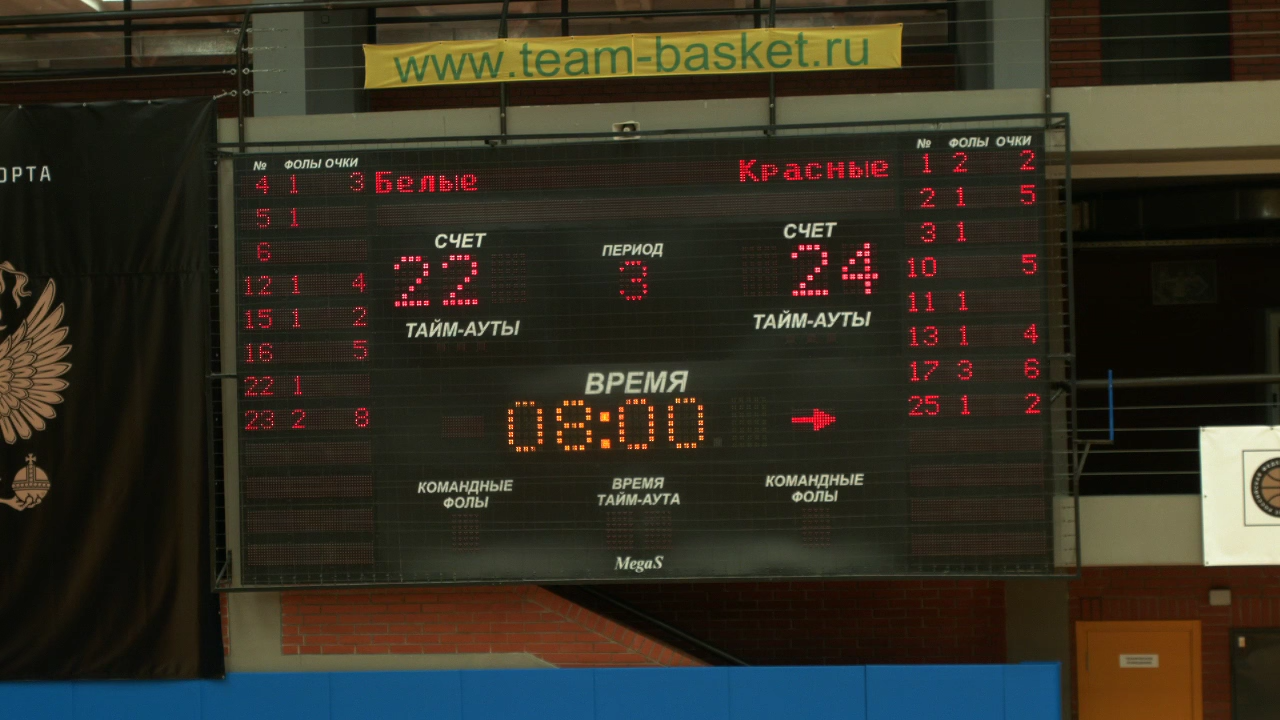 www.team-basket.ru
ОРТА
№ ФОЛЫ ОЧКИ
4 1 3
5 1
6
12 1 4
15 1 2
16 5
22 1
23 2 8
Белые
Красные
СЧЕТ
ПЕРИОД
СЧЕТ
22
3
24
ТАЙМ-АУТЫ
ТАЙМ-АУТЫ
ВРЕМЯ
08:00
КОМАНДНЫЕ
ФОЛЫ
ВРЕМЯ
ТАЙМ-АУТА
КОМАНДНЫЕ
ФОЛЫ
MegaS
№ ФОЛЫ ОЧКИ
1 2 2
2 1 5
3 1
10 5
11 1
13 1 4
17 3 6
25 1 2